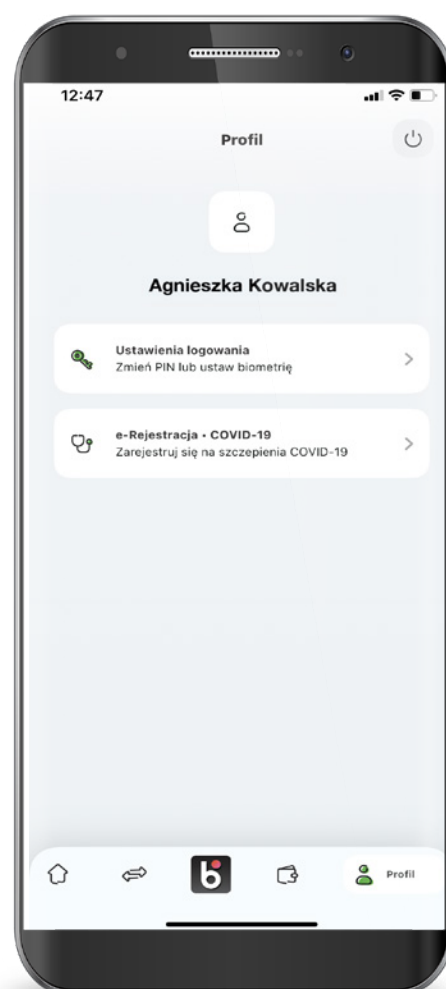 12:47
Profil
Agnieszka Kowalska
Ustawienia logowania
Zmień PIN lub ustaw biometrię
e-Rejestracja • COVID-19
Zarejestruj się na szczepienia COVID-19
b
Profil